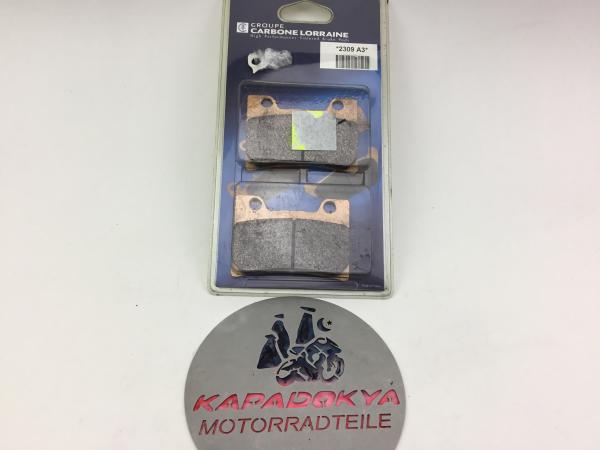 GROUPE
CARBONE LORRAINE
High Performance Sintered Brake Pads
*2309 A3*
KAPADOKYA
MOTORRADTEILE